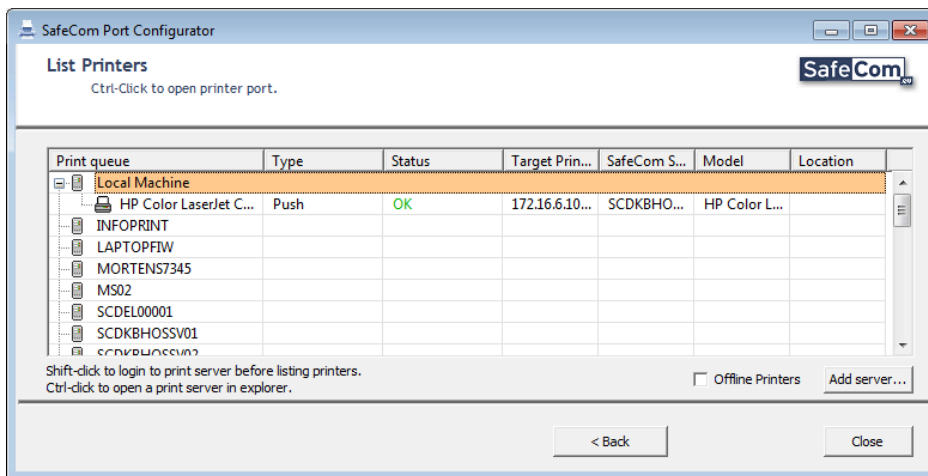 SafeCom Port Configurator
List Printers
Ctrl-Click to open printer port.
SafeCom
Print queue Type Status Target Prin... SafeCom S... Model Location
Local Machine
HP Color LaserJet C... Push OK 172.16.6.10... SCDKBHO... HP Color L...
INFOPRINT
LAPTOPFIW
MORTENS7345
MS02
SCDEL00001
SCDKBHOSSV01
SCDKBHOSSV02
Shift-click to login to print server before listing printers.
Ctrl-click to open a print server in explorer.
Offline Printers Add server...
< Back Close